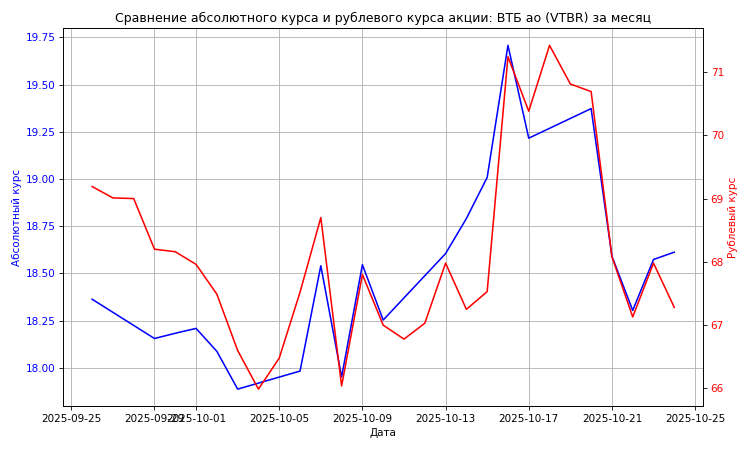 Сравнение абсолютного курса и рублевого курса акции: ВТБ ао (VTBR) за месяц
19.75
19.50
19.25
19.00
18.75
18.50
18.25
18.00
Абсолютный курс
71
70
69
68
67
66
Рублевый курс
2025-09-25 2025-09-29 2025-10-01 2025-10-05 2025-10-09 2025-10-13 2025-10-17 2025-10-21 2025-10-25
Дата